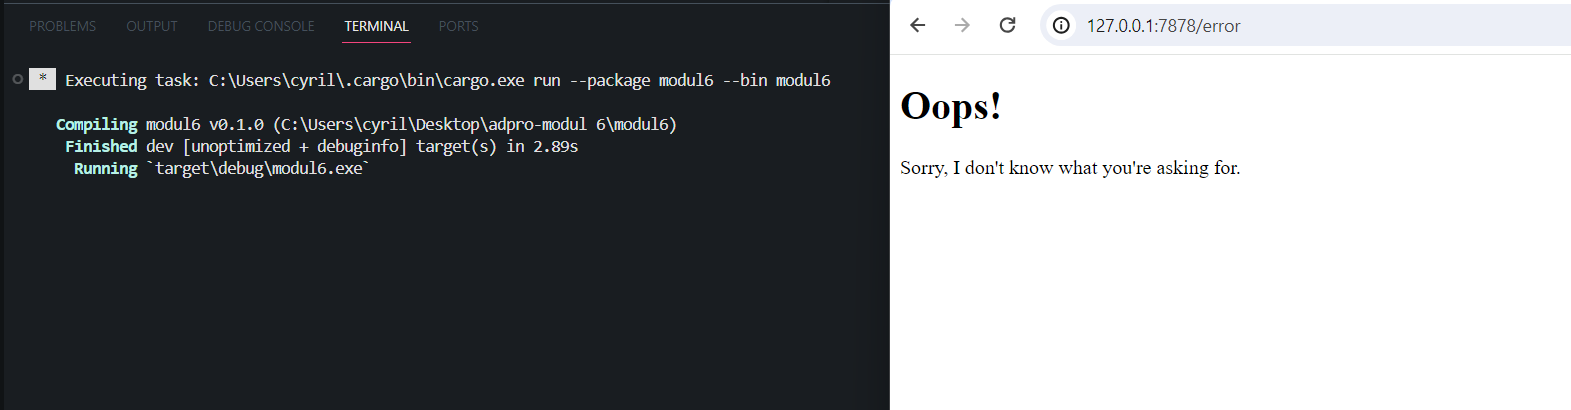 PROBLEMS OUTPUT DEBUG CONSOLE TERMINAL PORTS
* Executing task: C:\Users\cyril\.cargo\bin\cargo.exe run --package modul6 --bin modul6
Compiling modul6 v0.1.0 (C:\Users\cyril\Desktop\adpro-modul 6\modul6)
Finished dev [unoptimized + debuginfo] target(s) in 2.89s
Running `target\debug\modul6.exe`
127.0.0.1:7878/error
Oops!
Sorry, I don't know what you're asking for.